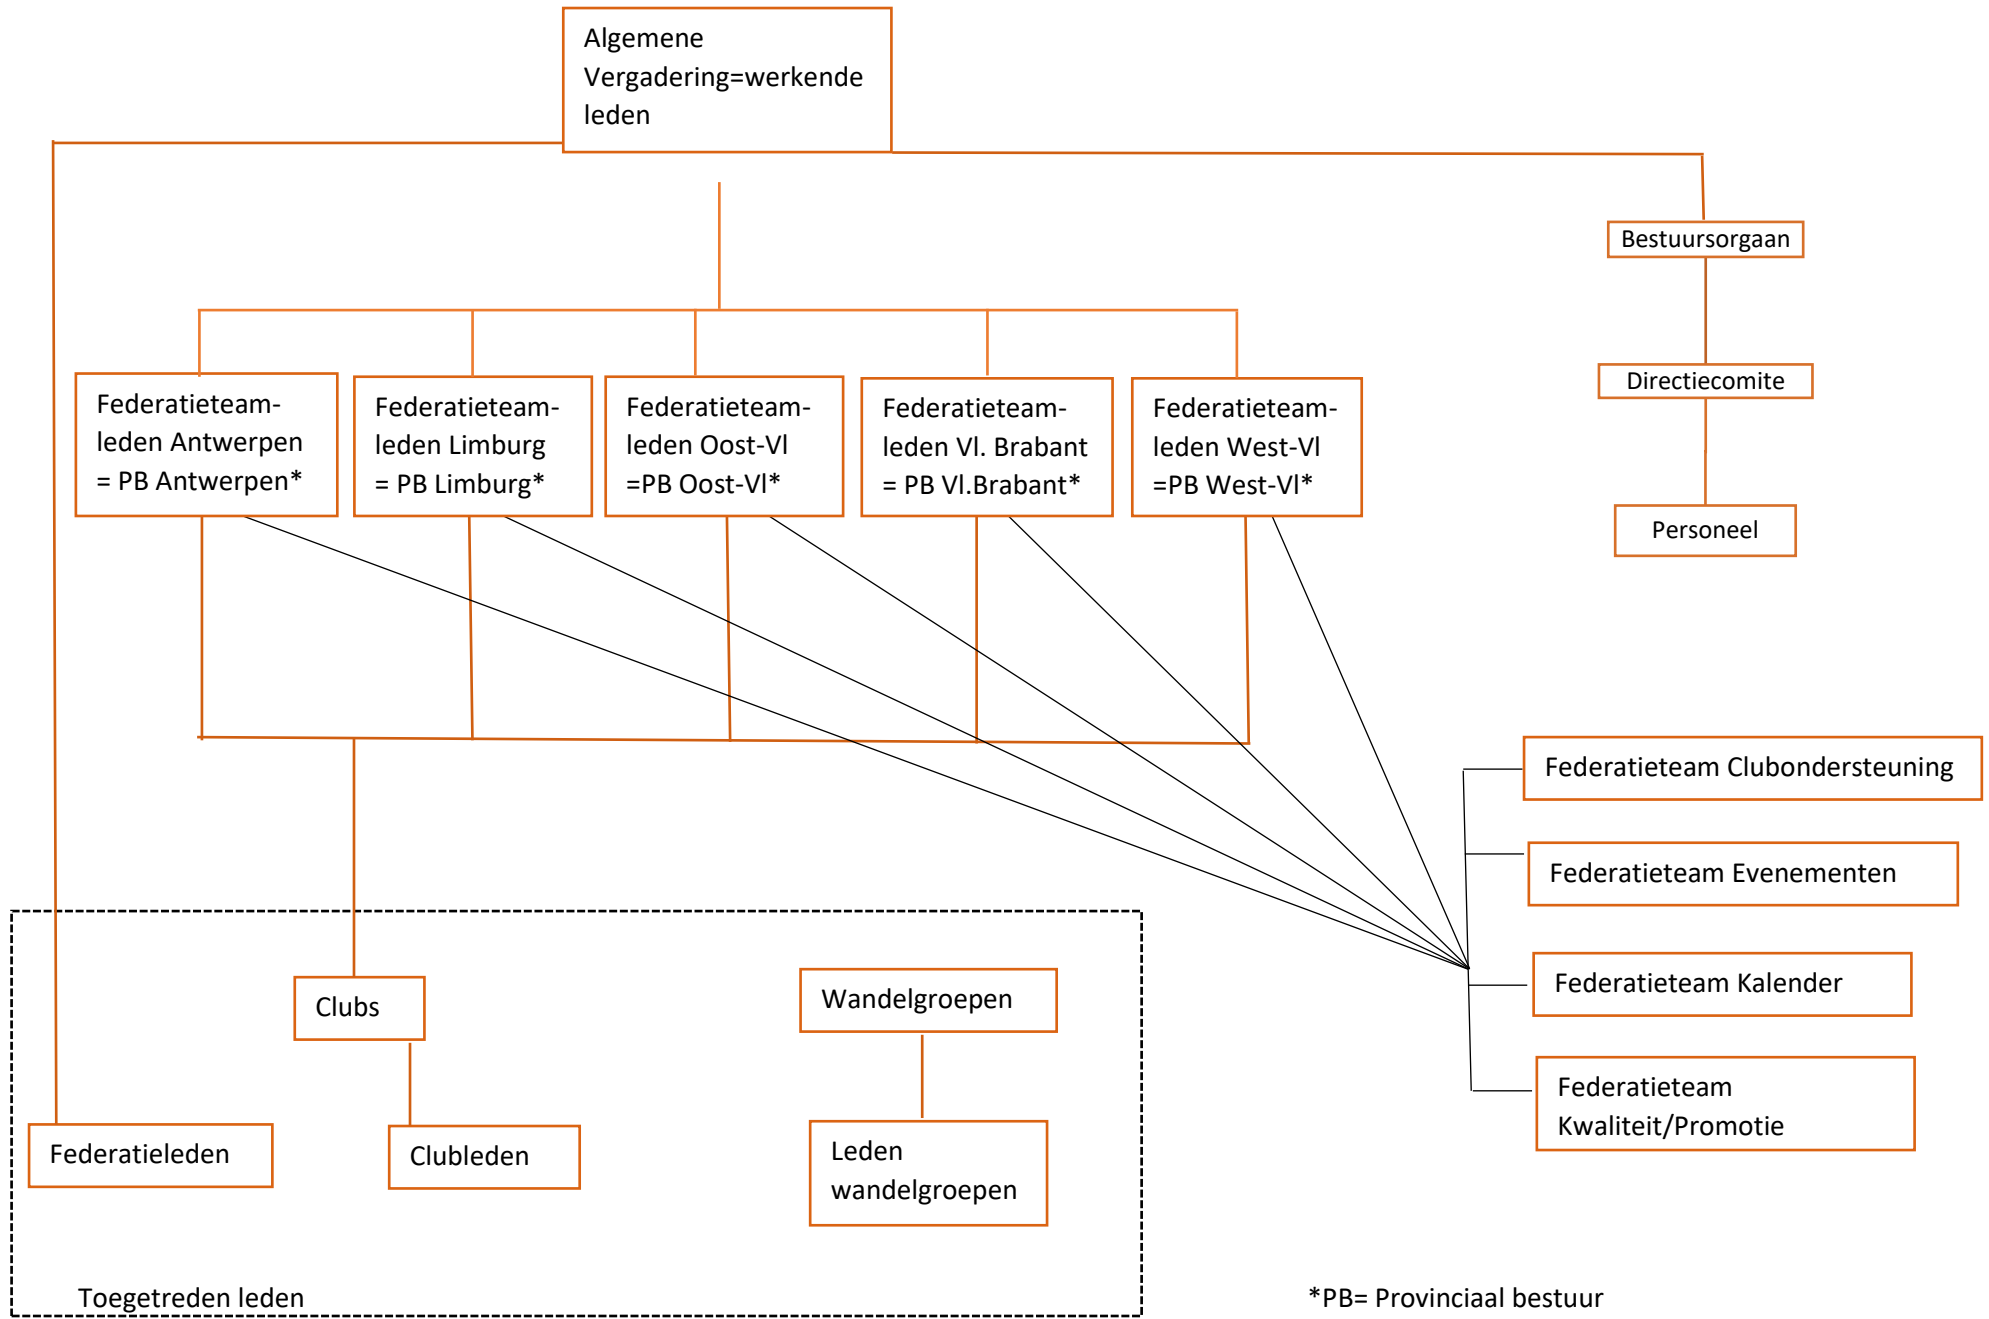 Algemene
Vergadering=werkende
leden
Bestuursorgaan
Directiecomite
Personeel
Federatieteam-
leden Antwerpen
= PB Antwerpen*
Federatieteam-
leden Limburg
= PB Limburg*
Federatieteam-
leden Oost-Vl
=PB Oost-Vl*
Federatieteam-
leden Vl. Brabant
= PB Vl.Brabant*
Federatieteam-
leden West-Vl
=PB West-Vl*
Federatieteam Clubondersteuning
Federatieteam Evenementen
Federatieteam Kalender
Federatieteam
Kwaliteit/Promotie
Clubs
Wandelgroepen
Federatieleden
Clubleden
Leden
wandelgroepen
Toegetreden leden
*PB= Provinciaal bestuur